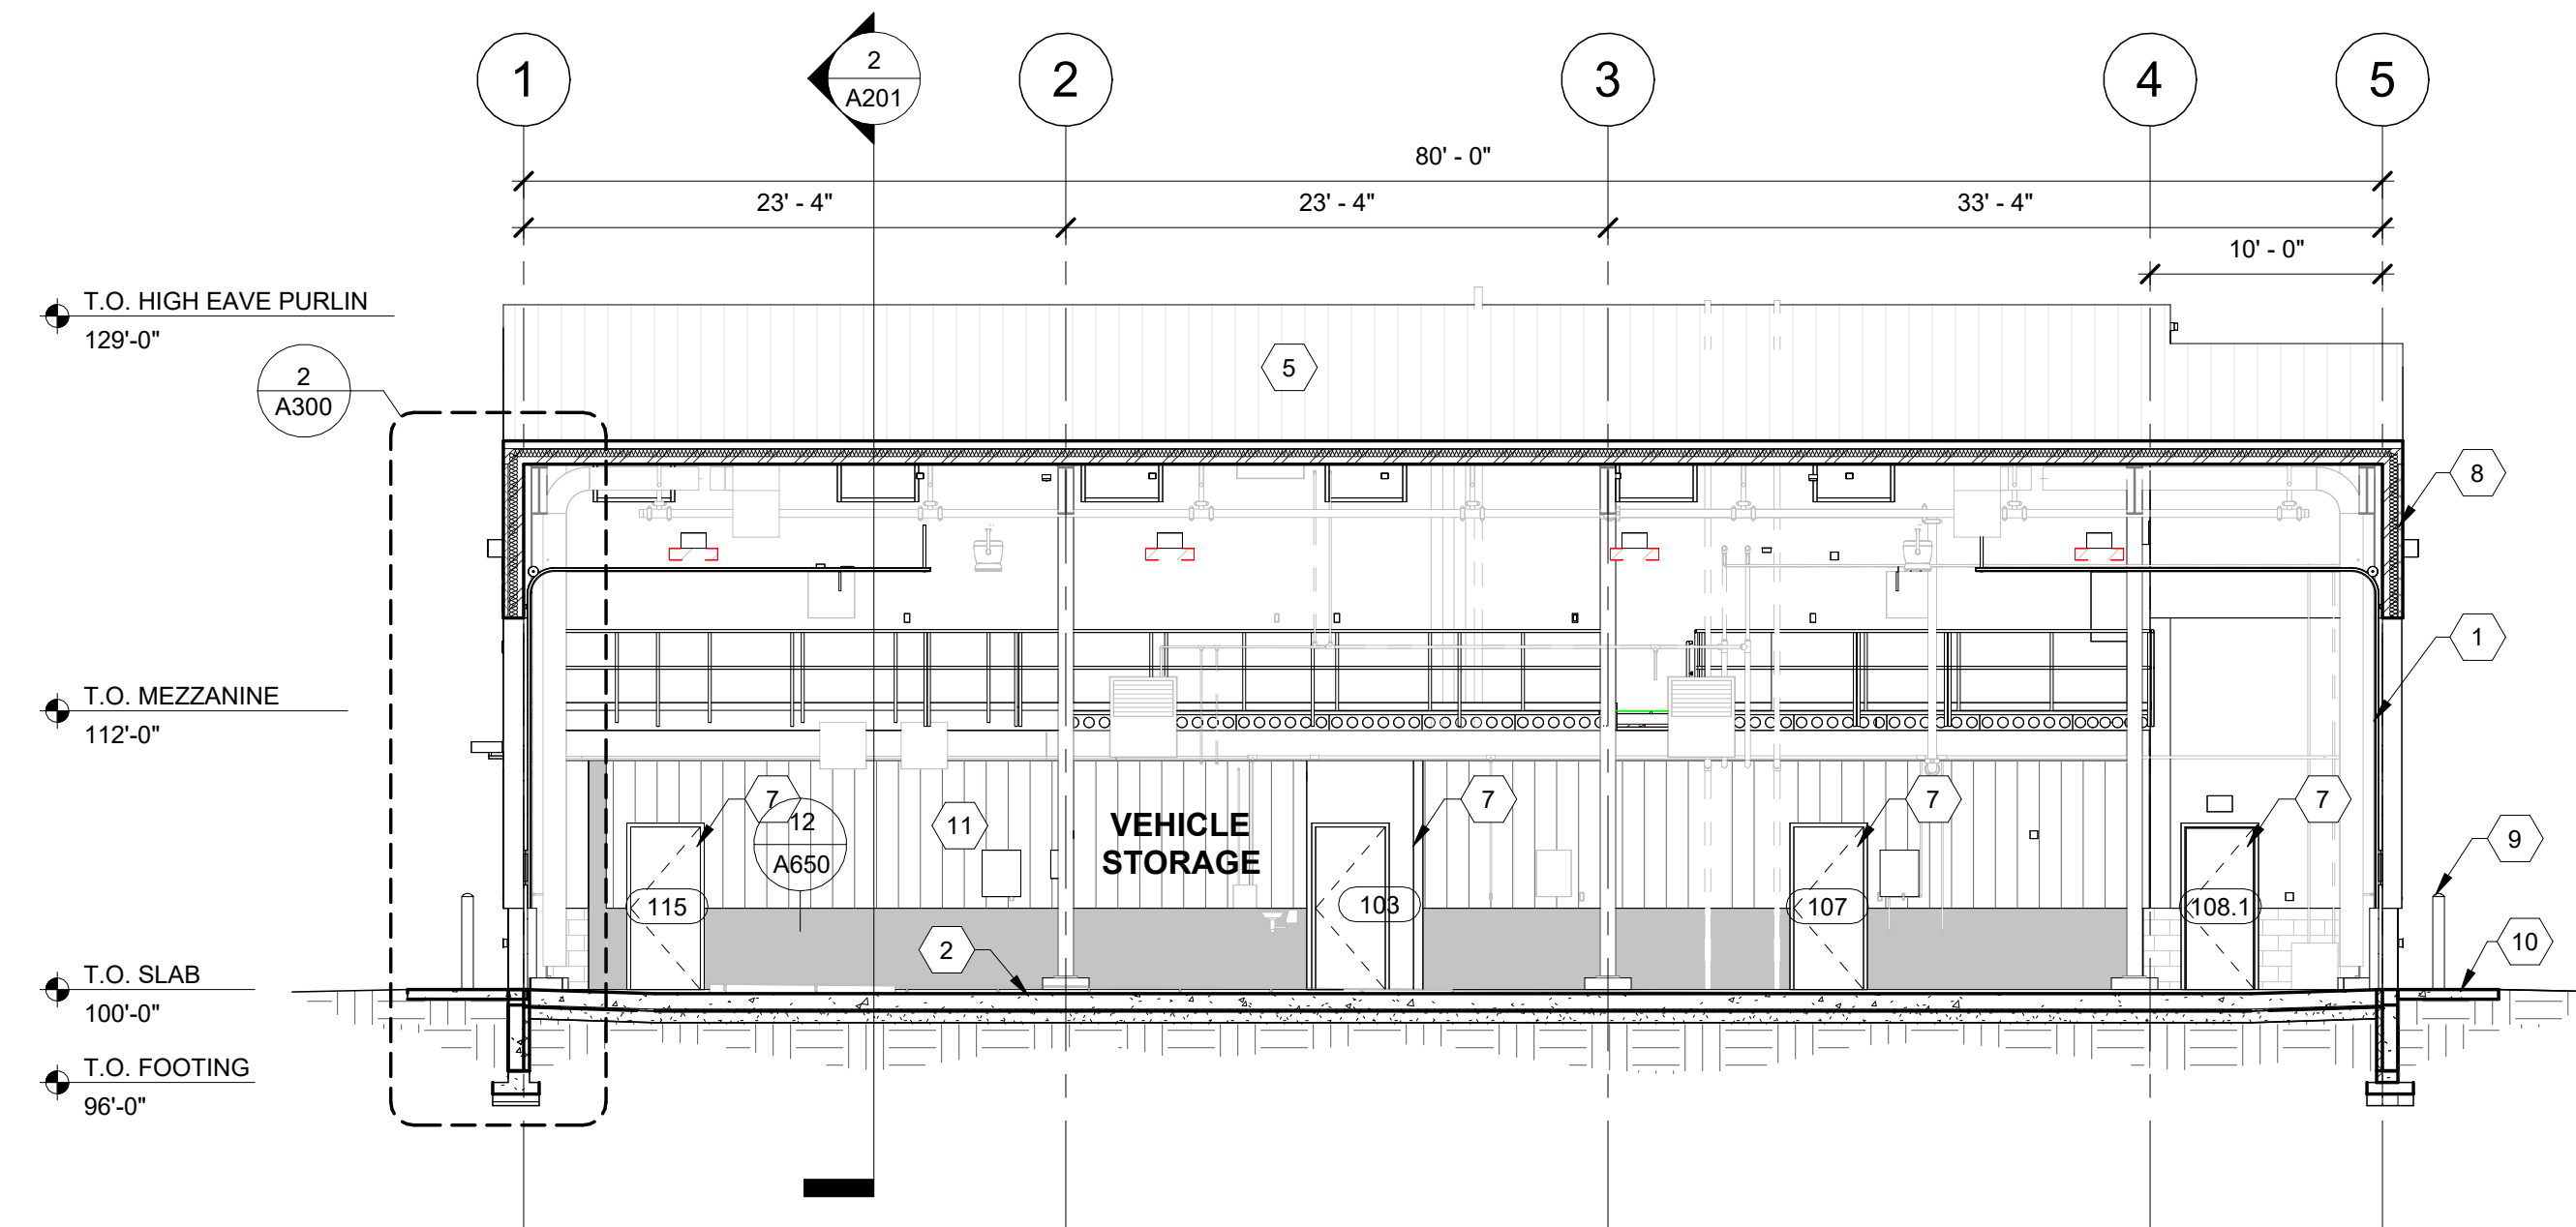 1
2
A201
2
3
4
5
80' - 0"
23' - 4"
23' - 4"
33' - 4"
10' - 0"
T.O. HIGH EAVE PURLIN
129'-0"
5
2
A300
8
1
T.O. MEZZANINE
112'-0"
7
12
A650
11
VEHICLE
STORAGE
7
7
7
9
115
103
107
108.1
2
10
T.O. SLAB
100'-0"
T.O. FOOTING
96'-0"